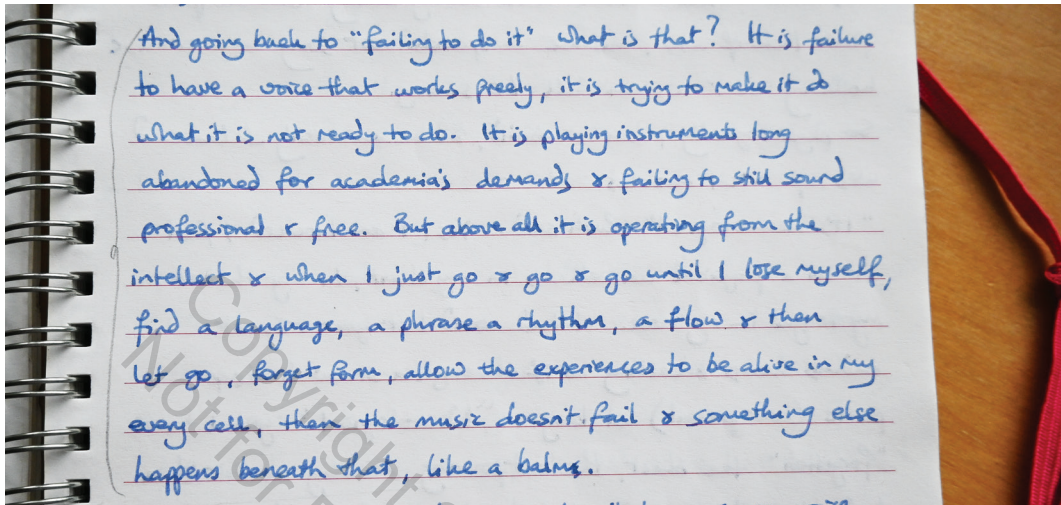 And going back to "failing to do it" what is that? It is failure
to have a voice that works freely, it is trying to make it do
what it is not ready to do. It is playing instruments long
abandoned for academia's demands & failing to still sound
professional & free. But above all it is operating from the
intellect & when I just go & go & go until I lose myself,
find a language, a phrase a rhythm, a flow & then
let go, forget form, allow the experiences to be alive in my
every cell, then the music doesn't fail & something else
happens beneath that, like a balm.
Copyright
Not for